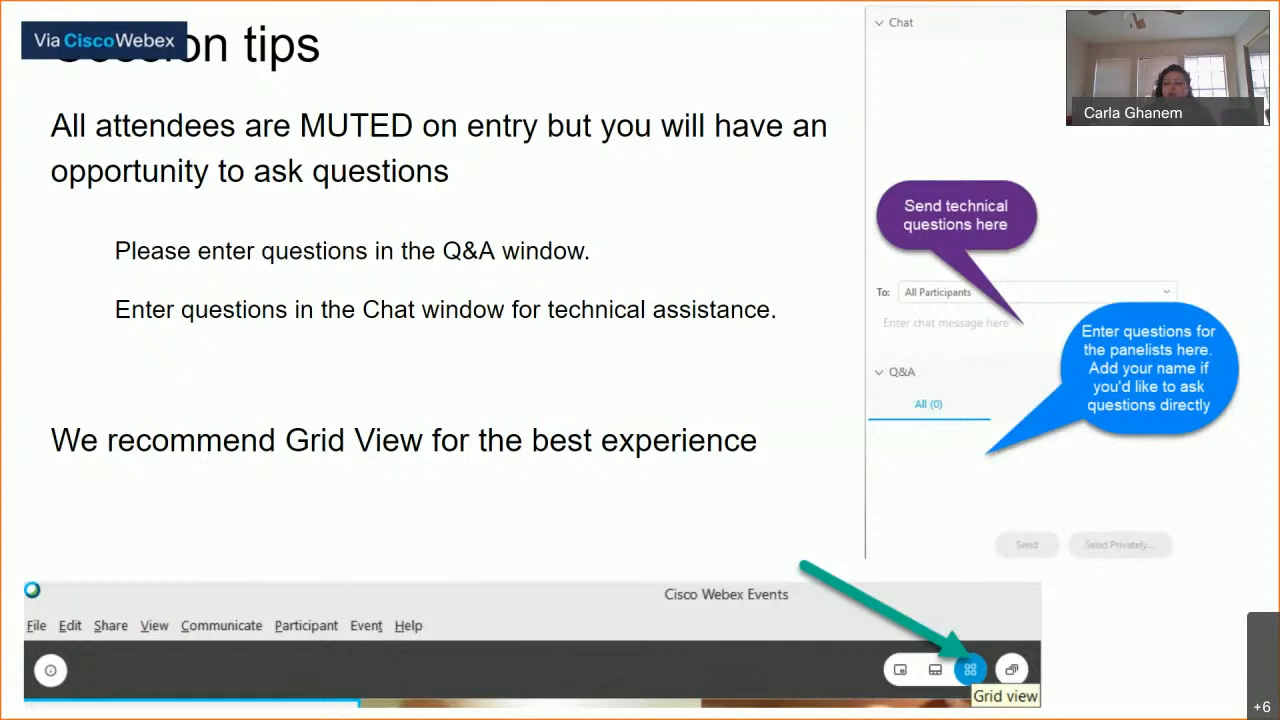 Via CiscoWebex
on tips
All attendees are MUTED on entry but you will have an
opportunity to ask questions
Please enter questions in the Q&A window.
Enter questions in the Chat window for technical assistance.
We recommend Grid View for the best experience
Chat
Carla Ghanem
Send technical
questions here
To: All Participants
Enter chat message here
Enter questions for
the panelists here.
Add your name if
you'd like to ask
questions directly
Q&A
All (0)
Send Send Privately...
Cisco Webex Events
File Edit Share View Communicate Participant Event Help
Grid view
+6